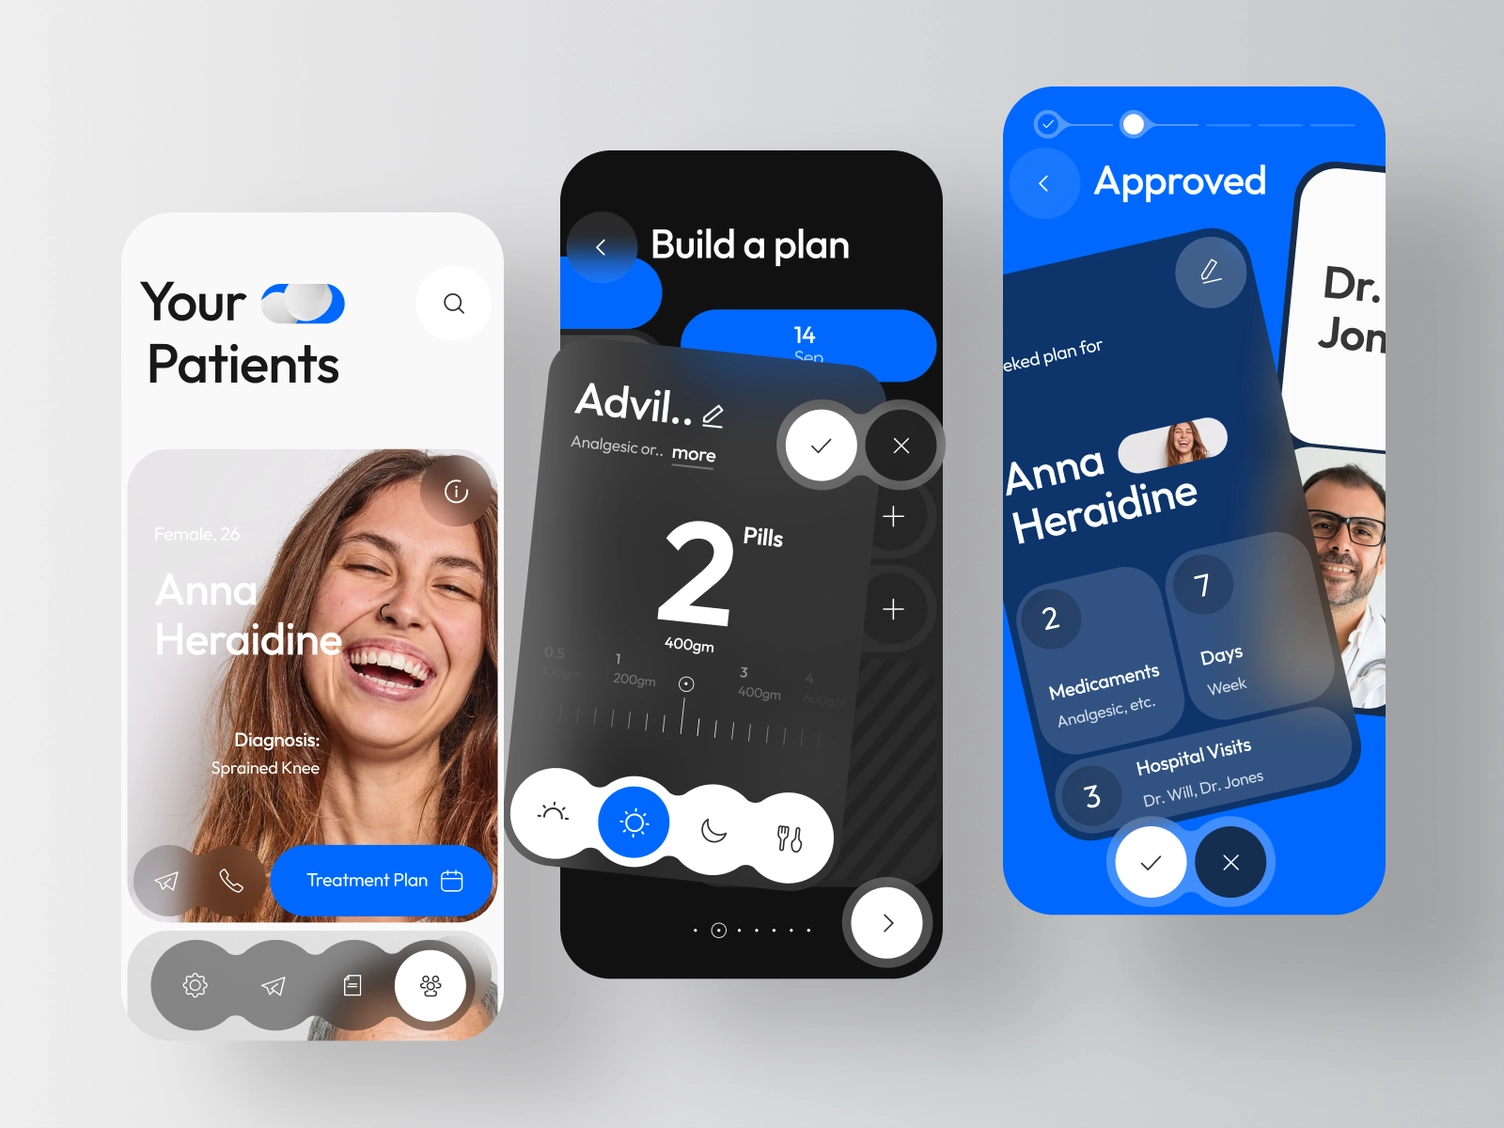 Your
Patients
Female, 26
Anna
Heraidine
Diagnosis:
Sprained Knee
Treatment Plan
Build a plan
14
Sep
Advil..
Analgesic or.. more
2 Pills
400gm
0,5
100gm
1
200gm
3
400gm
4
600gm
Approved
Dr.
Jon
eked plan for
Anna
Heraidine
2
Medicaments
Analgesic, etc.
7
Days
Week
3
Hospital Visits
Dr. Will, Dr. Jones